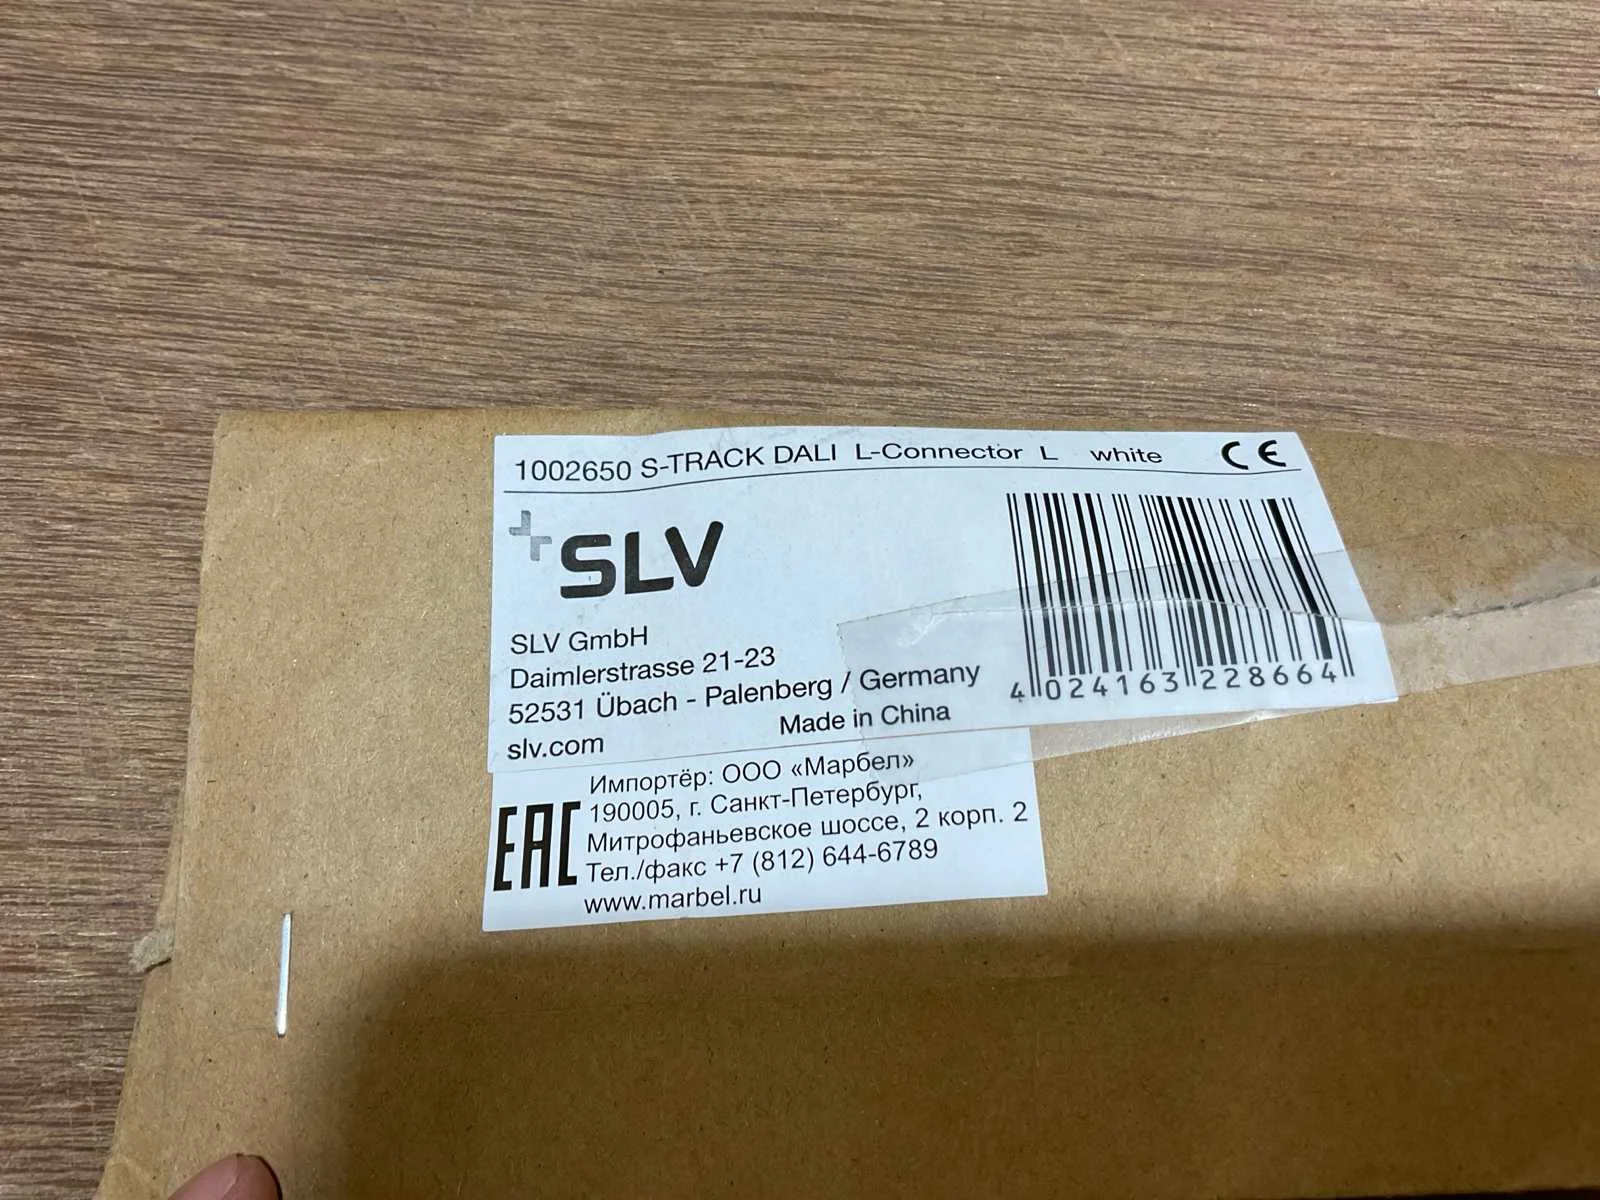 1002650 S-TRACK DALI L-Connector L white CE
SLV
SLV GmbH
Daimlerstrasse 21-23
52531 Übach - Palenberg / Germany
Made in China
slv.com
4 024163 228664
EAC
Импортёр: ООО «Марбел»
190005, г. Санкт-Петербург,
Митрофаньевское шоссе, 2 корп. 2
Тел./факс +7 (812) 644-6789
www.marbel.ru